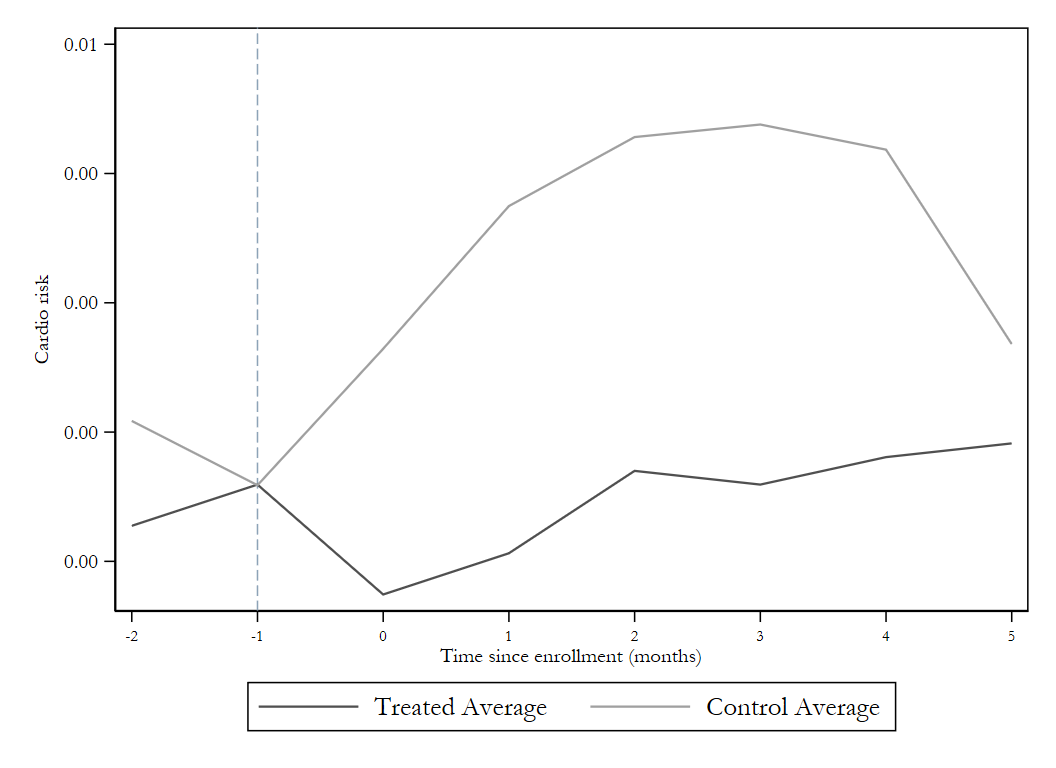 0.01
0.00
0.00
0.00
0.00
Cardio risk
-2 -1 0 1 2 3 4 5
Time since enrollment (months)
Treated Average Control Average